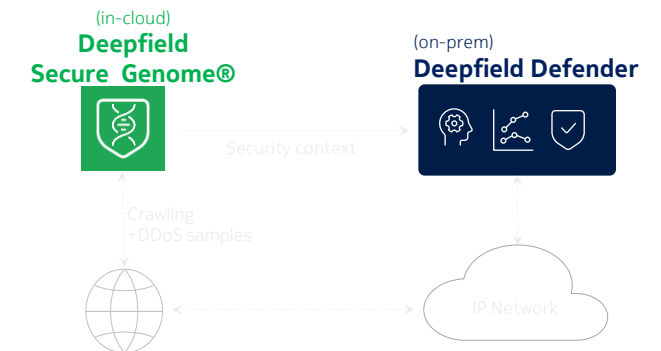 (in-cloud)
Deepfield
Secure Genome®
(on-prem)
Deepfield Defender
Security context
Crawling
+DDoS samples
IP Network